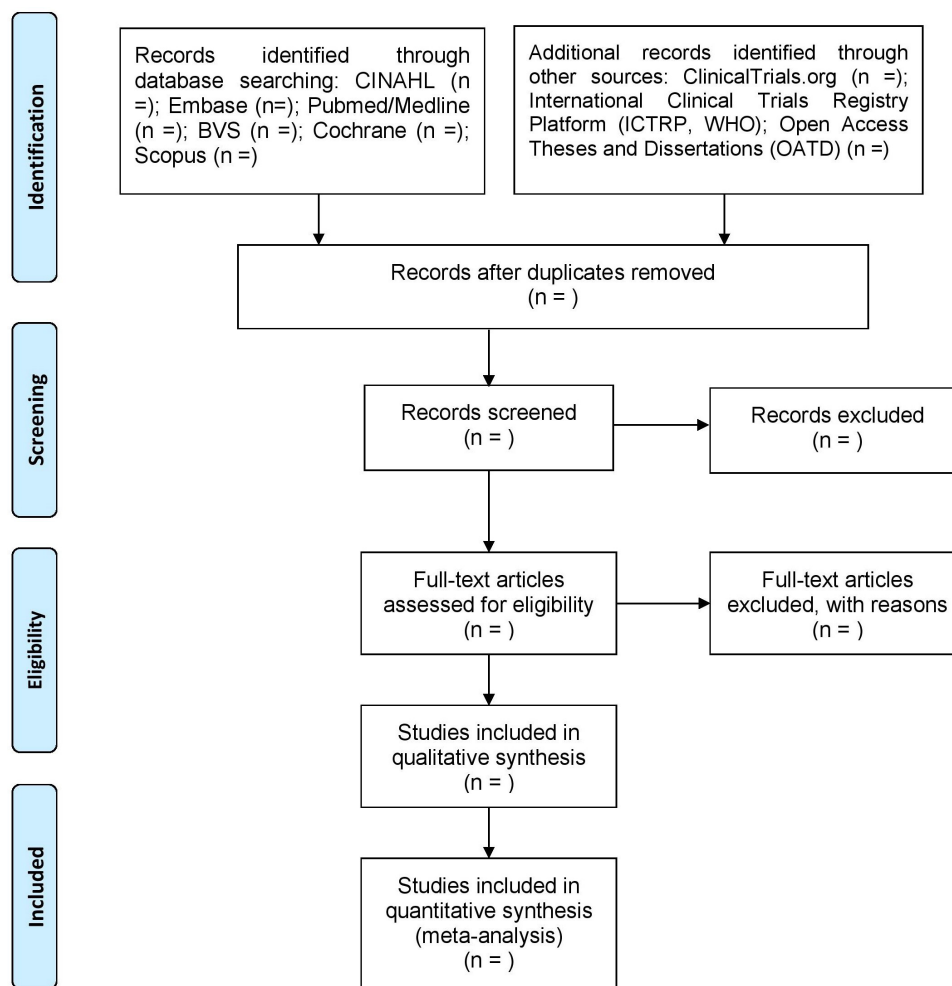 Identification
Records identified through
database searching: CINAHL (n
=); Embase (n=); Pubmed/Medline
(n =); BVS (n =); Cochrane (n =);
Scopus (n =)
Additional records identified through
other sources: ClinicalTrials.org (n =);
International Clinical Trials Registry
Platform (ICTRP, WHO); Open Access
Theses and Dissertations (OATD) (n =)
Records after duplicates removed
(n = )
Screening
Records screened
(n = )
Records excluded
(n = )
Eligibility
Full-text articles
assessed for eligibility
(n = )
Full-text articles
excluded, with reasons
(n = )
Studies included in
qualitative synthesis
(n = )
Included
Studies included in
quantitative synthesis
(meta-analysis)
(n = )